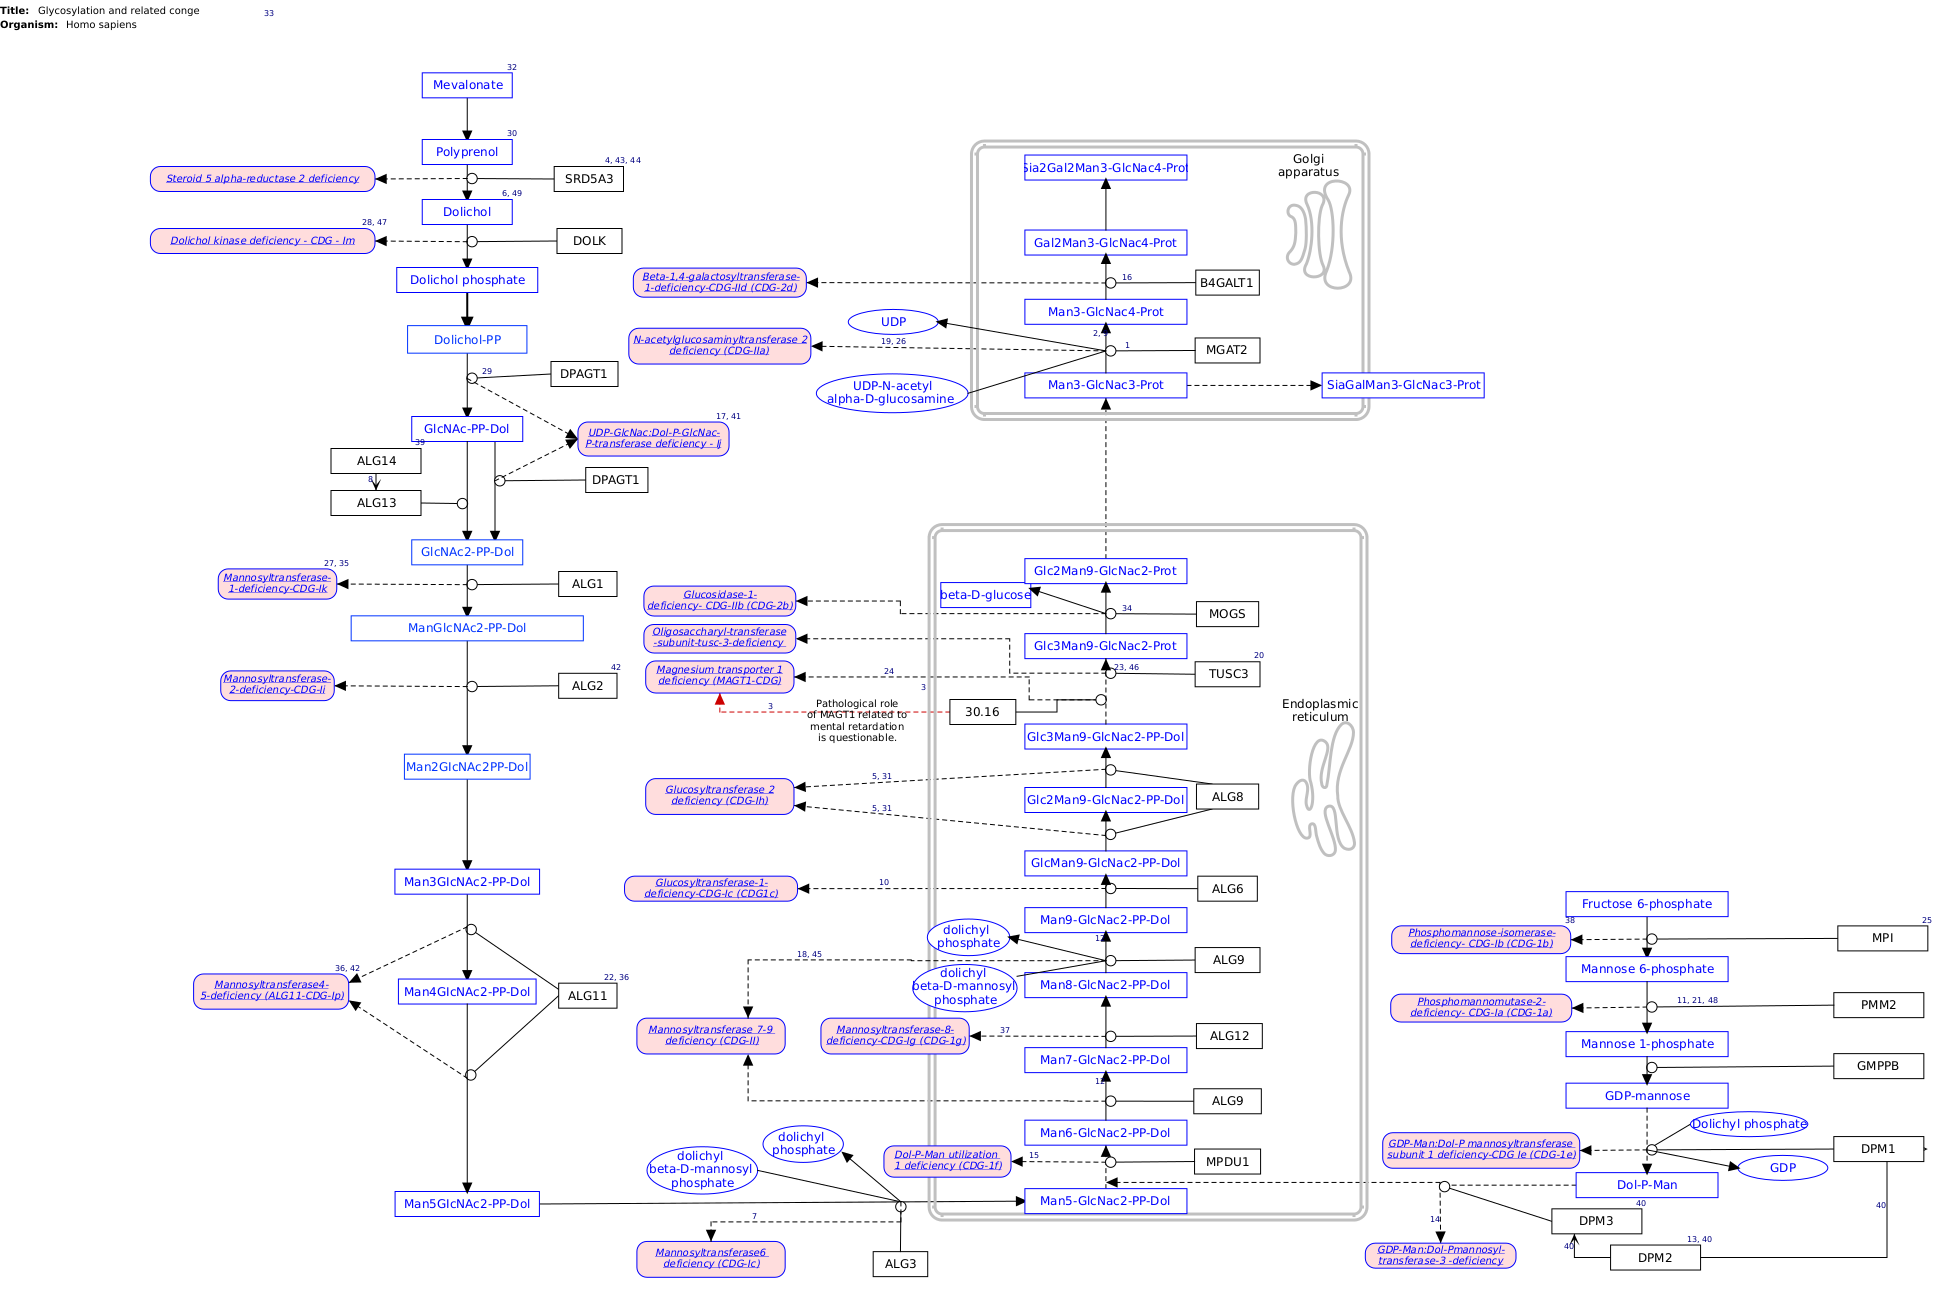 Title: Glycosylation and related conge
33
Organism: Homo sapiens
32
Mevalonate
30
Polyprenol
4, 43, 44
Steroid 5 alpha-reductase 2 deficiency
SRD5A3
6, 49
Dolichol
28, 47
Dolichol kinase deficiency - CDG - Im
DOLK
Dolichol phosphate
Dolichol-PP
29
DPAGT1
GlcNAc-PP-Dol
17, 41
UDP-GlcNac:Dol-P-GlcNac-
P-transferase deficiency - Ij
39
ALG14
8
ALG13
DPAGT1
GlcNAc2-PP-Dol
27, 35
Mannosyltransferase-
1-deficiency-CDG-Ik
ALG1
ManGlcNAc2-PP-Dol
42
Mannosyltransferase-
2-deficiency-CDG-Ii
ALG2
Man2GlcNAc2PP-Dol
Man3GlcNAc2-PP-Dol
36, 42
22, 36
Mannosyltransferase4-
5-deficiency (ALG11-CDG-Ip)
Man4GlcNAc2-PP-Dol
ALG11
Man5GlcNAc2-PP-Dol
Golgi
apparatus
Sia2Gal2Man3-GlcNac4-Prot
Gal2Man3-GlcNac4-Prot
Beta-1,4-galactosyltransferase-
1-deficiency-CDG-IId (CDG-2d)
16
B4GALT1
Man3-GlcNac4-Prot
UDP
2,
N-acetylglucosaminyltransferase 2
deficiency (CDG-IIa)
19, 26
1
MGAT2
UDP-N-acetyl
alpha-D-glucosamine
Man3-GlcNac3-Prot
SiaGalMan3-GlcNac3-Prot
Glc2Man9-GlcNac2-Prot
beta-D-glucose
Glucosidase-1-
deficiency- CDG-IIb (CDG-2b)
34
MOGS
Oligosaccharyl-transferase
-subunit-tusc-3-deficiency
Glc3Man9-GlcNac2-Prot
20
Magnesium transporter 1
deficiency (MAGT1-CDG)
24
23, 46
TUSC3
3
3
Pathological role
of MAGT1 related to
mental retardation
is questionable.
30.16
Endoplasmic
reticulum
Glc3Man9-GlcNac2-PP-Dol
5, 31
Glucosyltransferase 2
deficiency (CDG-Ih)
Glc2Man9-GlcNac2-PP-Dol
ALG8
5, 31
GlcMan9-GlcNac2-PP-Dol
Glucosyltransferase-1-
deficiency-CDG-Ic (CDG1c)
10
ALG6
Man9-GlcNac2-PP-Dol
dolichyl
phosphate
12
18, 45
ALG9
dolichyl
beta-D-mannosyl
phosphate
Man8-GlcNac2-PP-Dol
Mannosyltransferase 7-9
deficiency (CDG-II)
Mannosyltransferase-8-
deficiency-CDG-Ig (CDG-1g)
37
ALG12
Man7-GlcNac2-PP-Dol
12
ALG9
Man6-GlcNac2-PP-Dol
Dol-P-Man utilization
1 deficiency (CDG-1f)
15
MPDU1
dolichyl
phosphate
dolichyl
beta-D-mannosyl
phosphate
Man5-GlcNac2-PP-Dol
7
Mannosyltransferase6
deficiency (CDG-Ic)
ALG3
Fructose 6-phosphate
38
25
Phosphomannose-isomerase-
deficiency- CDG-Ib (CDG-1b)
MPI
Mannose 6-phosphate
Phosphomannomutase-2-
deficiency- CDG-Ia (CDG-1a)
11, 21, 48
PMM2
Mannose 1-phosphate
GMPPB
GDP-mannose
Dolichyl phosphate
GDP-Man:Dol-P mannosyltransferase
subunit 1 deficiency-CDG Ie (CDG-1e)
DPM1
GDP
Dol-P-Man
40
40
14
DPM3
13, 40
40
GDP-Man:Dol-Pmannosyl-
transferase-3 -deficiency
DPM2